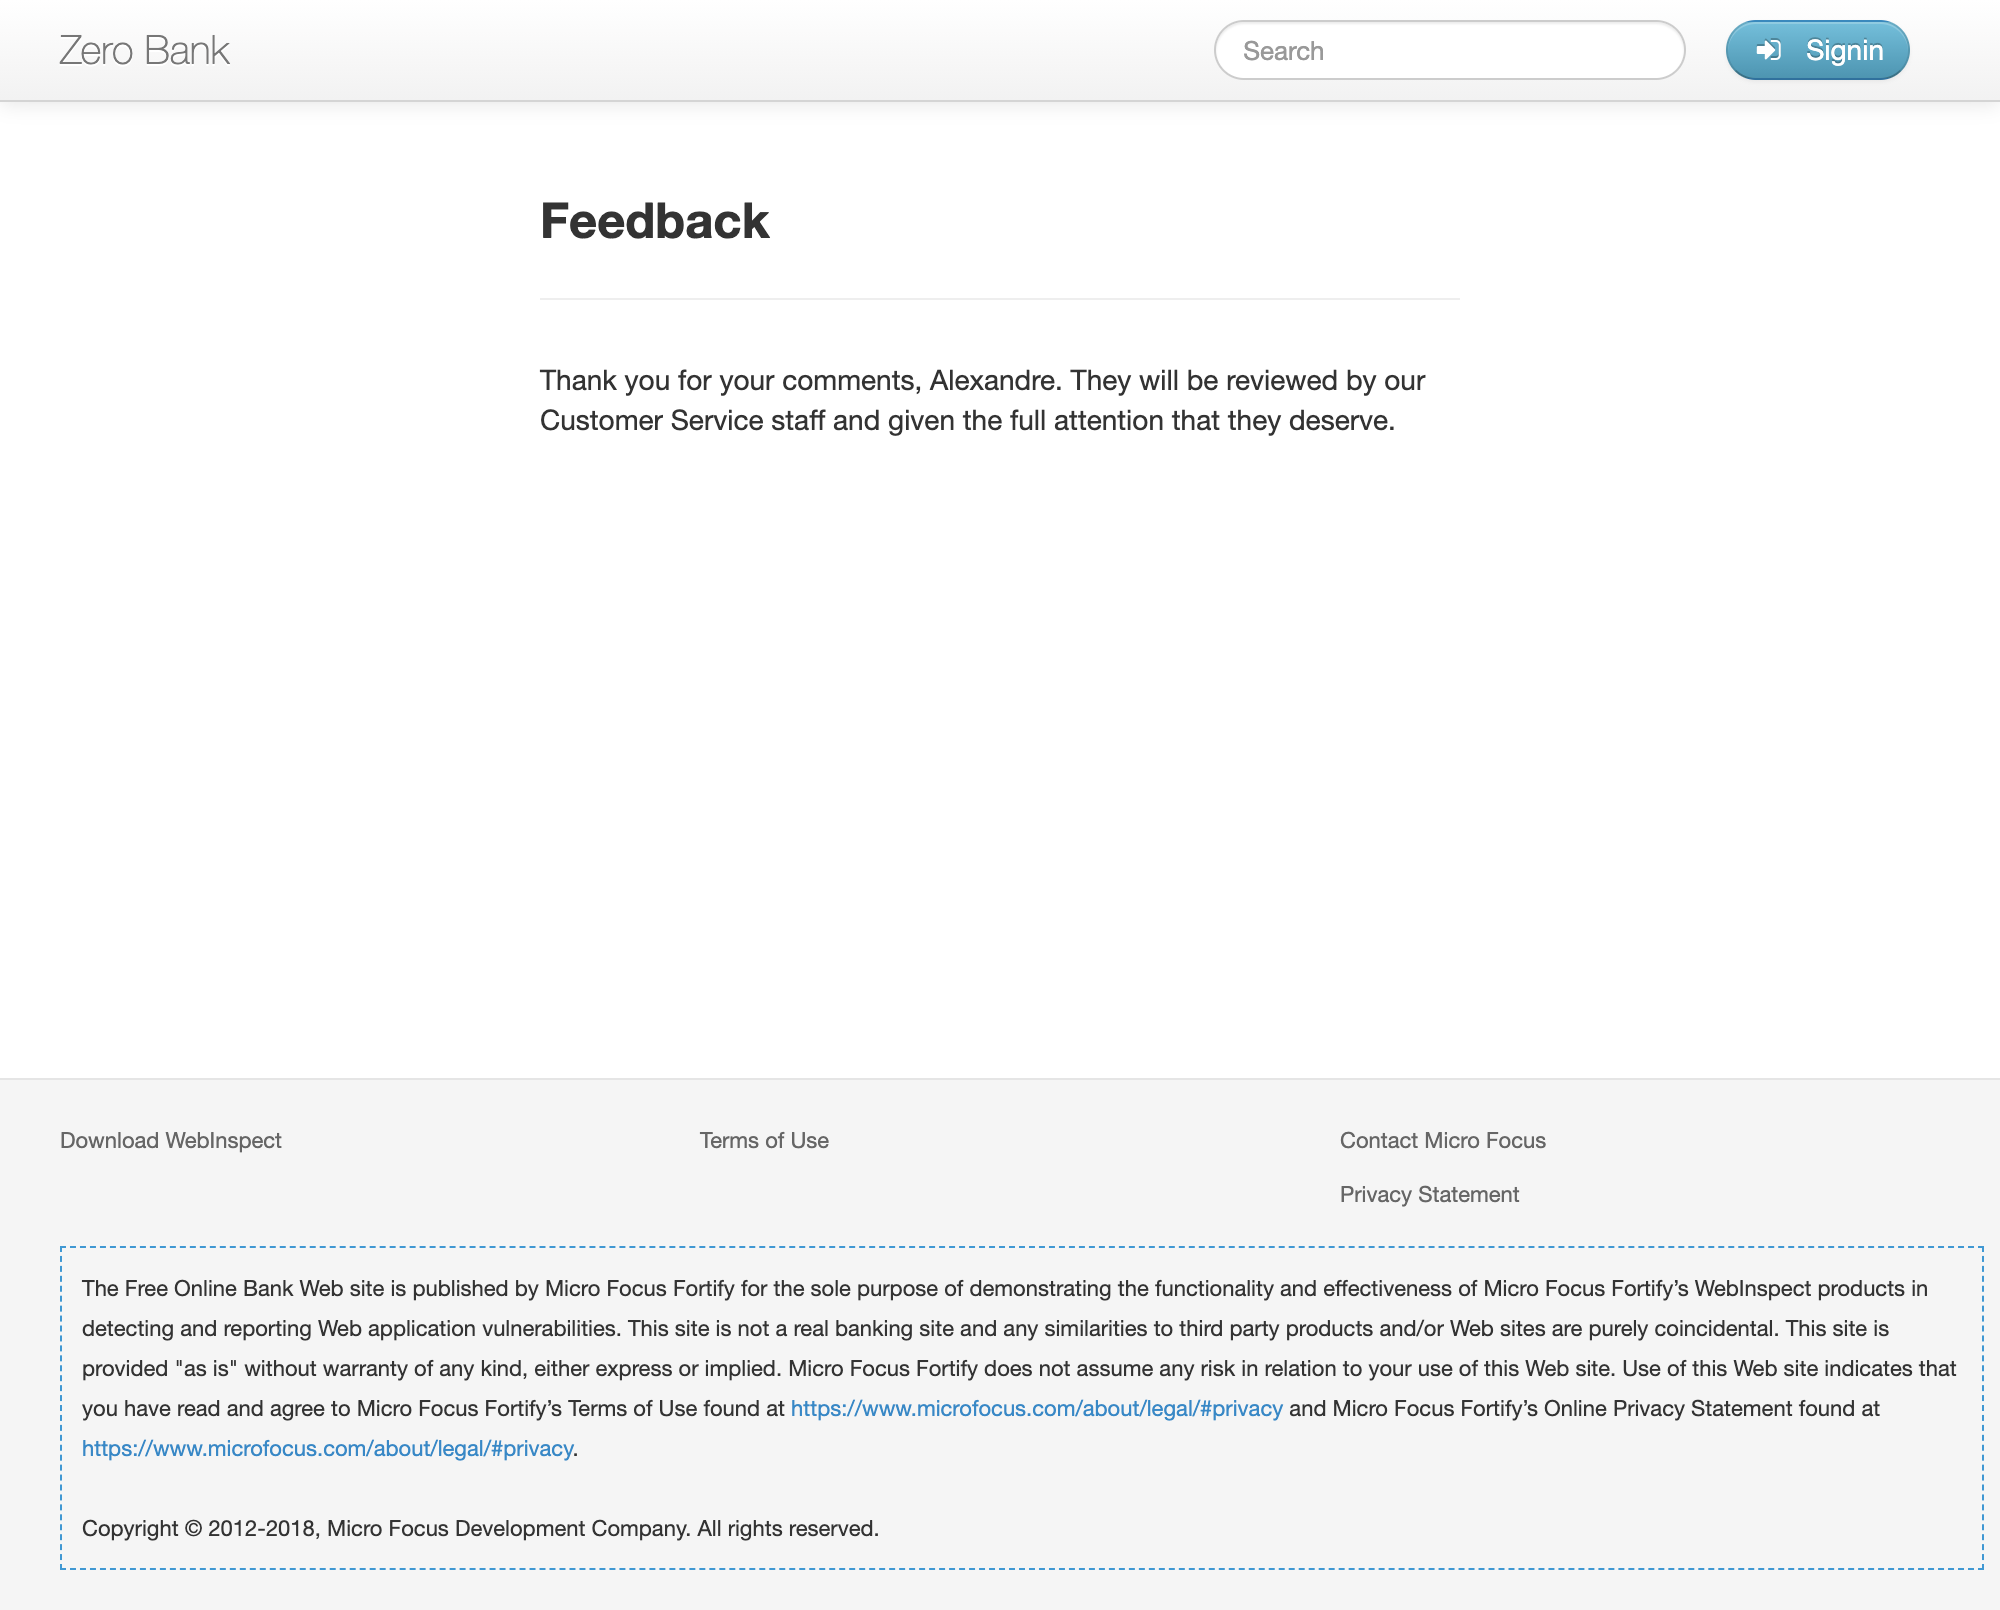 Zero Bank
Search
Signin
Feedback
Thank you for your comments, Alexandre. They will be reviewed by our
Customer Service staff and given the full attention that they deserve.
Download WebInspect
Terms of Use
Contact Micro Focus
Privacy Statement
The Free Online Bank Web site is published by Micro Focus Fortify for the sole purpose of demonstrating the functionality and effectiveness of Micro Focus Fortify’s WebInspect products in
detecting and reporting Web application vulnerabilities. This site is not a real banking site and any similarities to third party products and/or Web sites are purely coincidental. This site is
provided "as is" without warranty of any kind, either express or implied. Micro Focus Fortify does not assume any risk in relation to your use of this Web site. Use of this Web site indicates that
you have read and agree to Micro Focus Fortify’s Terms of Use found at https://www.microfocus.com/about/legal/#privacy and Micro Focus Fortify’s Online Privacy Statement found at
https://www.microfocus.com/about/legal/#privacy.
Copyright © 2012-2018, Micro Focus Development Company. All rights reserved.